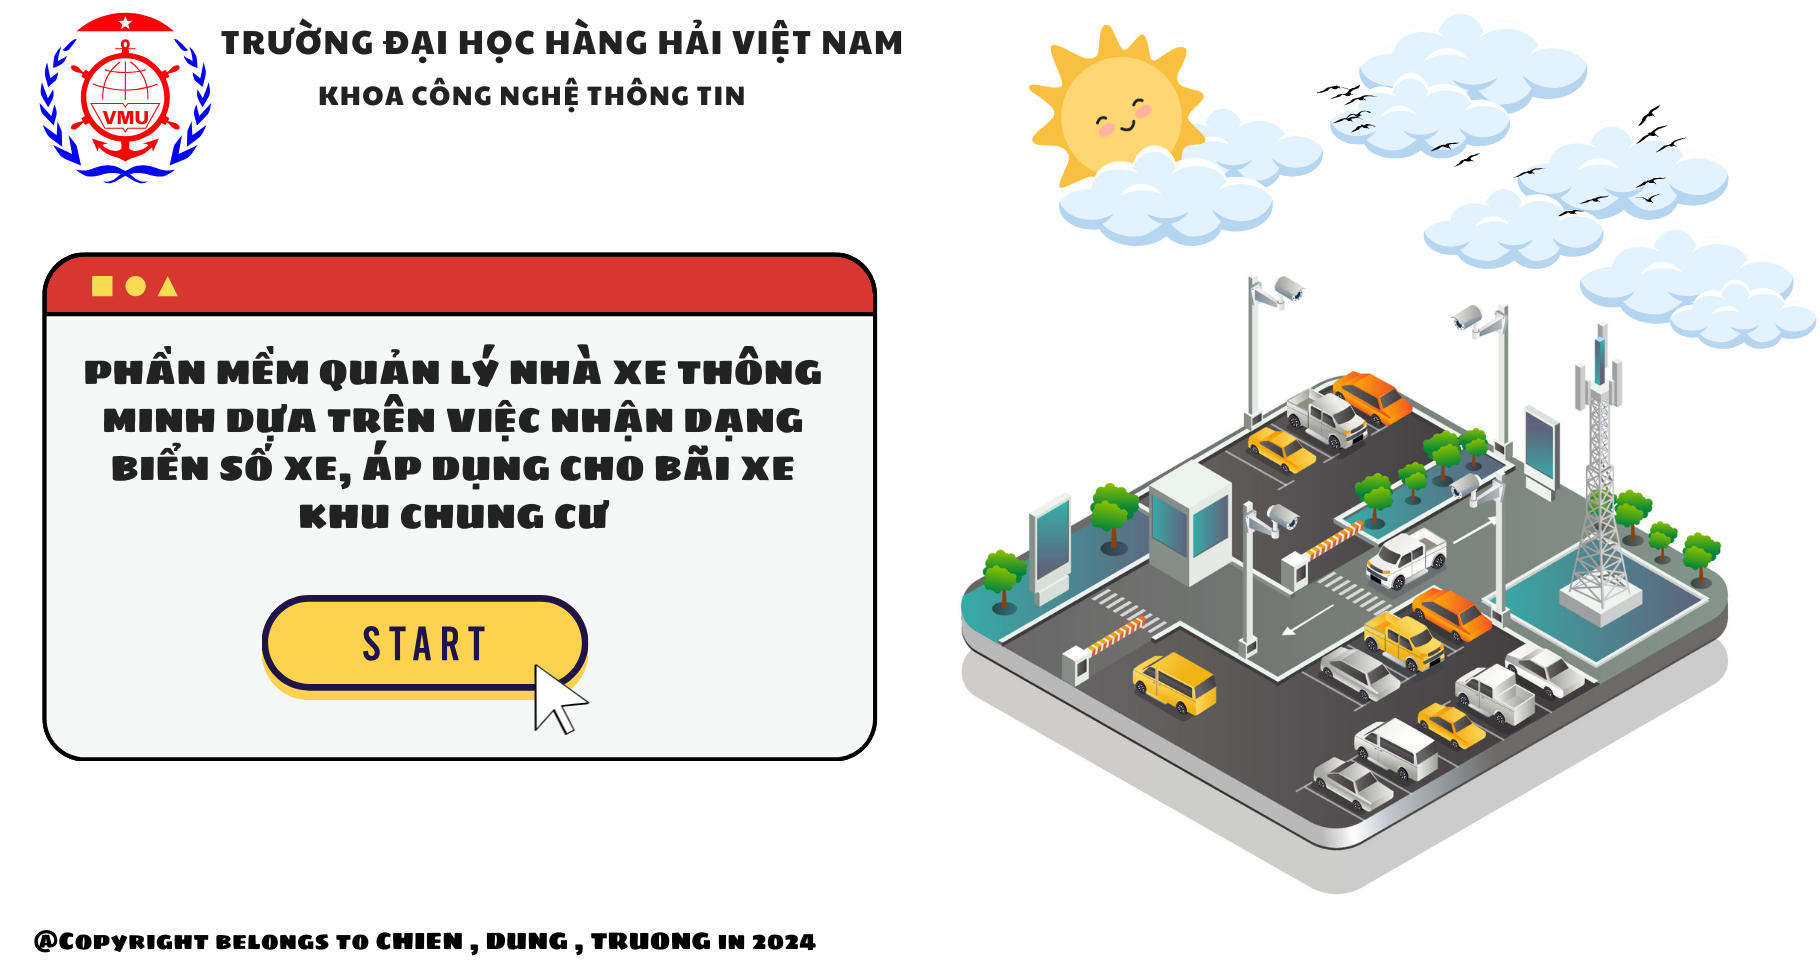 TRƯỜNG ĐẠI HỌC HÀNG HẢI VIỆT NAM
KHOA CÔNG NGHỆ THÔNG TIN
VMU
PHẦN MỀM QUẢN LÝ NHÀ XE THÔNG
MINH DỰA TRÊN VIỆC NHẬN DẠNG
BIỂN SỐ XE, ÁP DỤNG CHO BÃI XE
KHU CHUNG CƯ
START
@Copyright belongs to CHIEN , DUNG , TRUONG in 2024